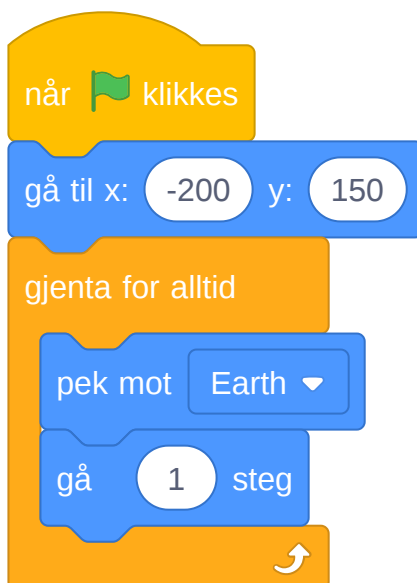 når klikkes
gå til x: -200 y: 150
gjenta for alltid
pek mot Earth
gå 1 steg